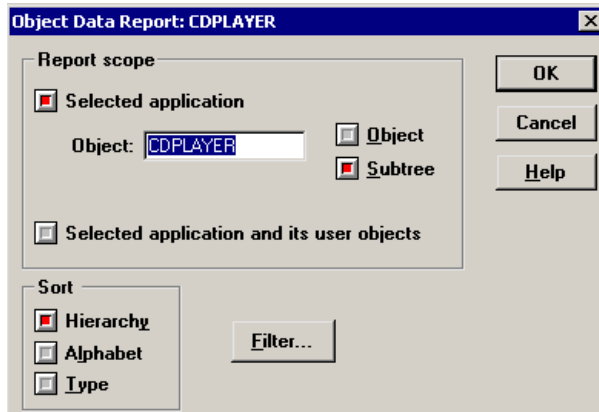 Object Data Report: CDPLAYER
Report scope
Selected application
Object: CDPLAYER
Object
Subtree
Selected application and its user objects
OK
Cancel
Help
Sort
Hierarchy
Alphabet
Type
Filter...